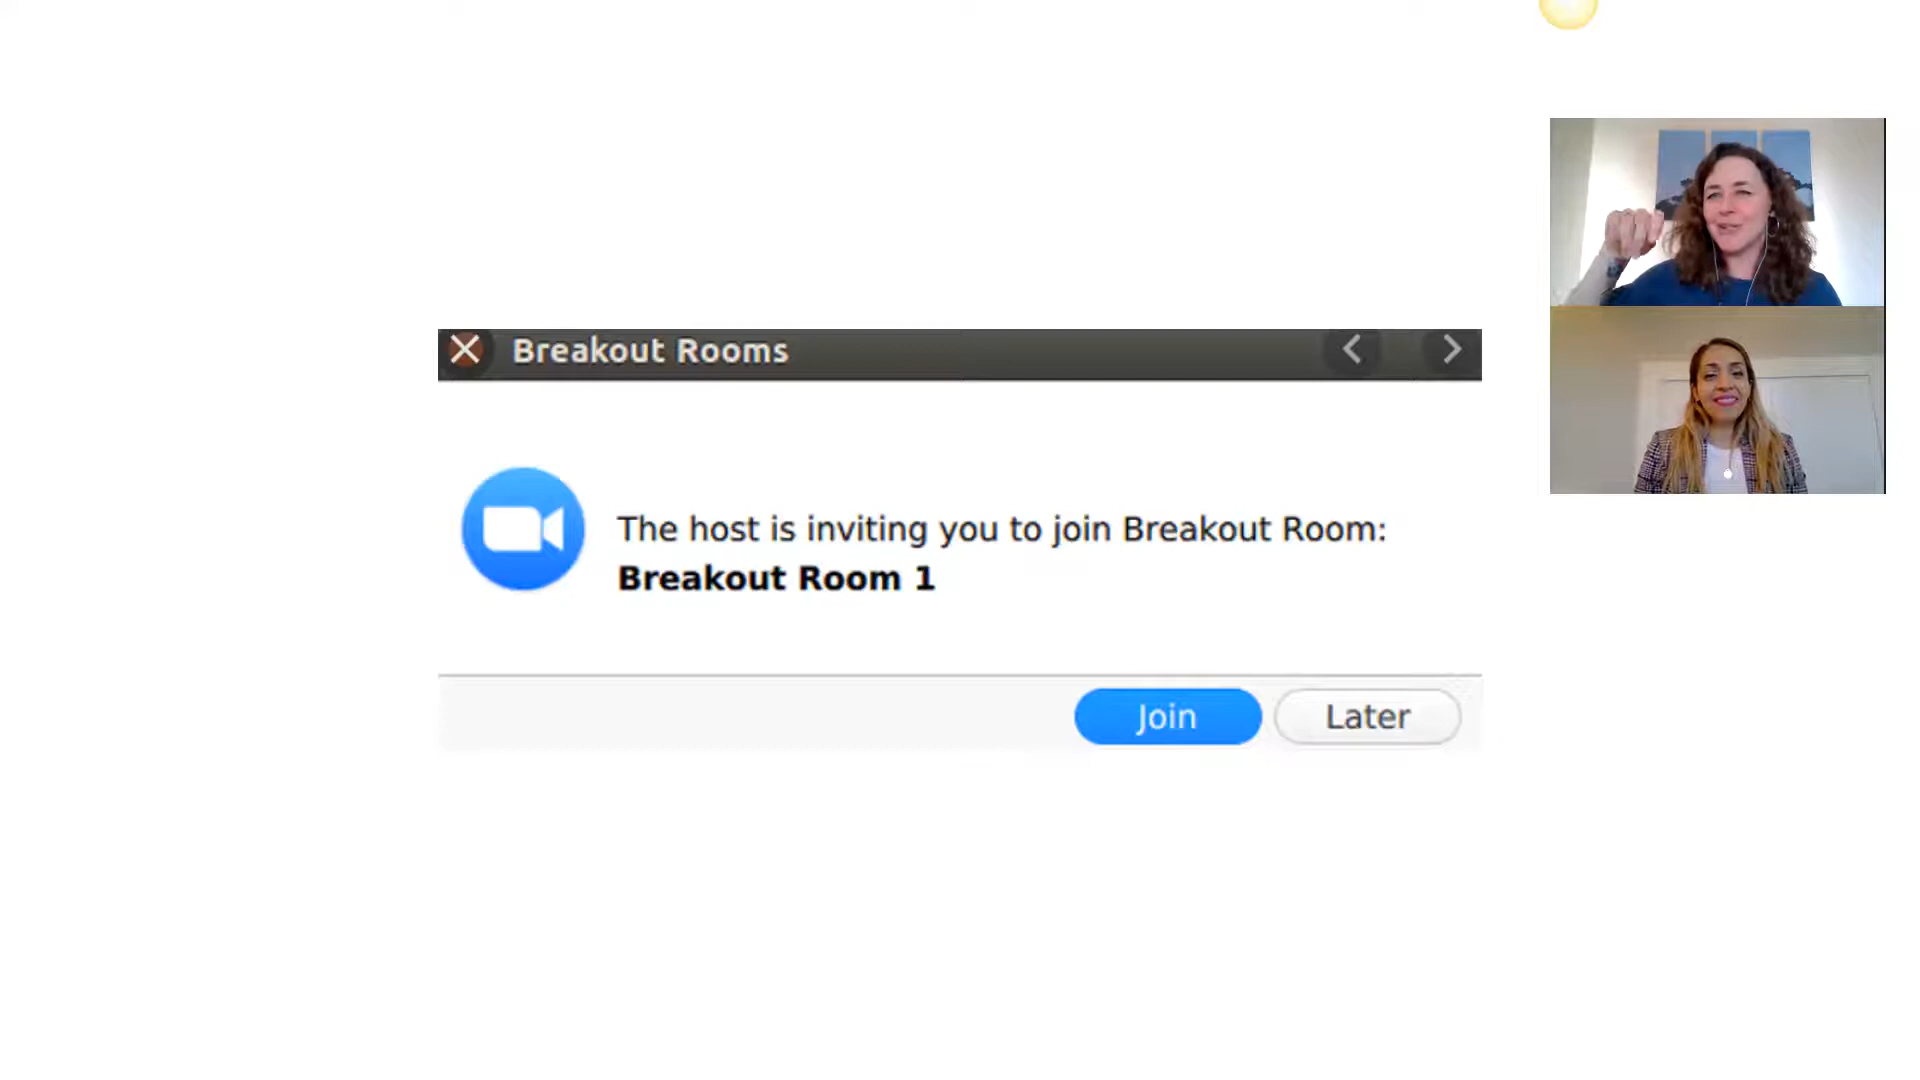 Breakout Rooms
The host is inviting you to join Breakout Room:
Breakout Room 1
Join
Later